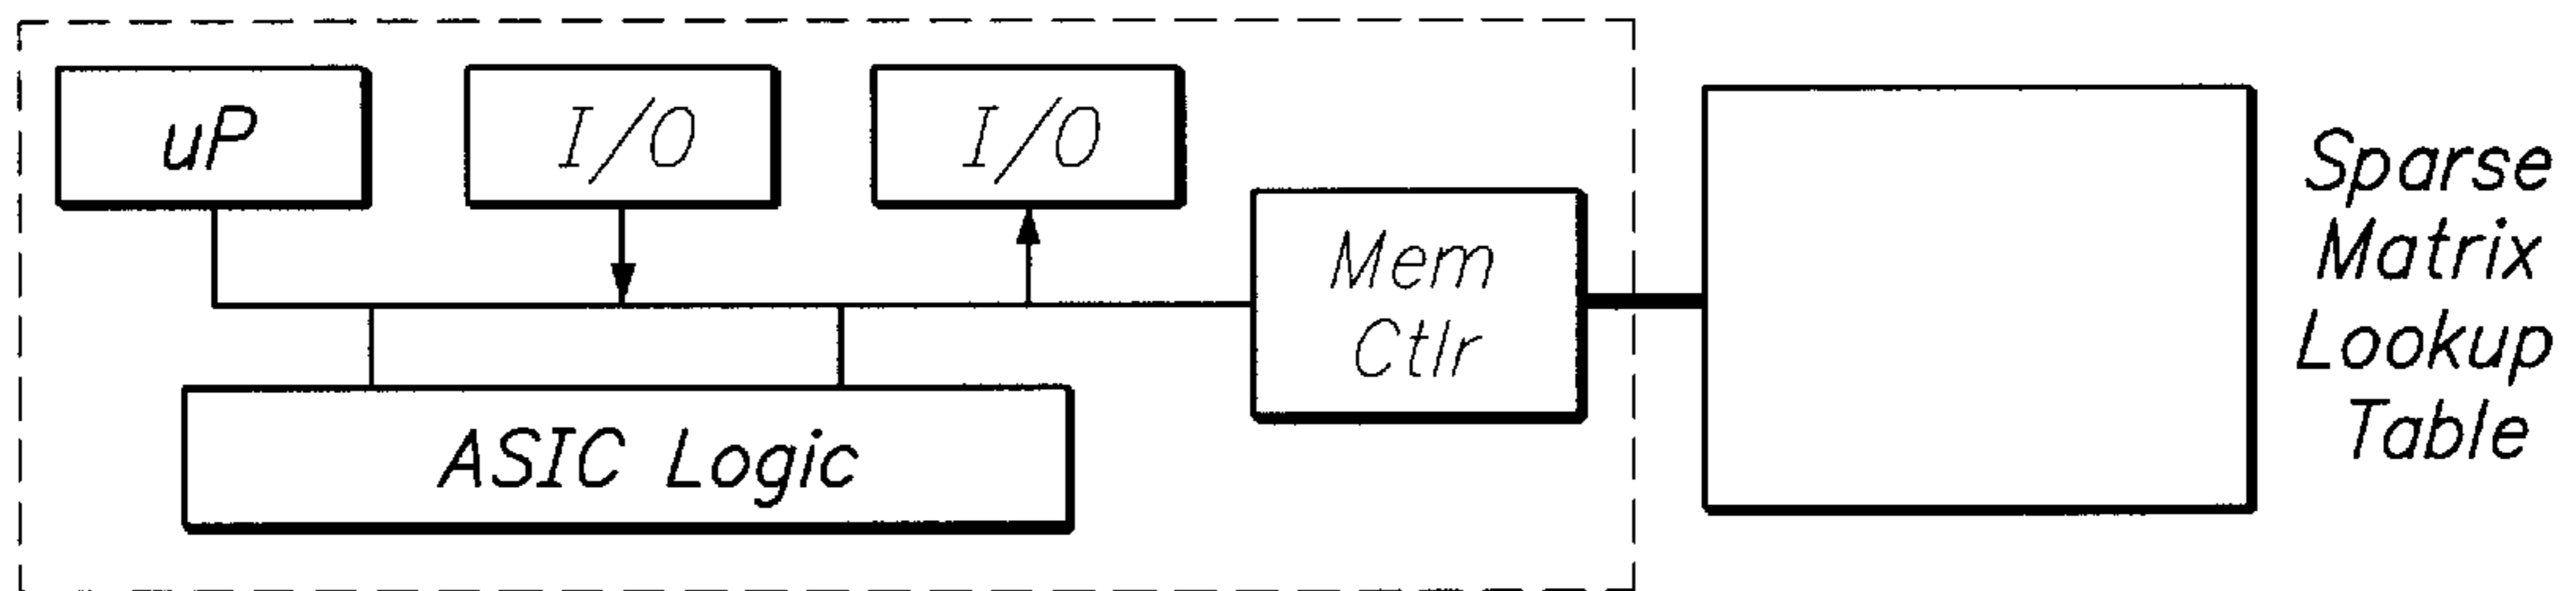 uP
I/O
I/O
Mem
Ctlr
ASIC Logic
Sparse
Matrix
Lookup
Table